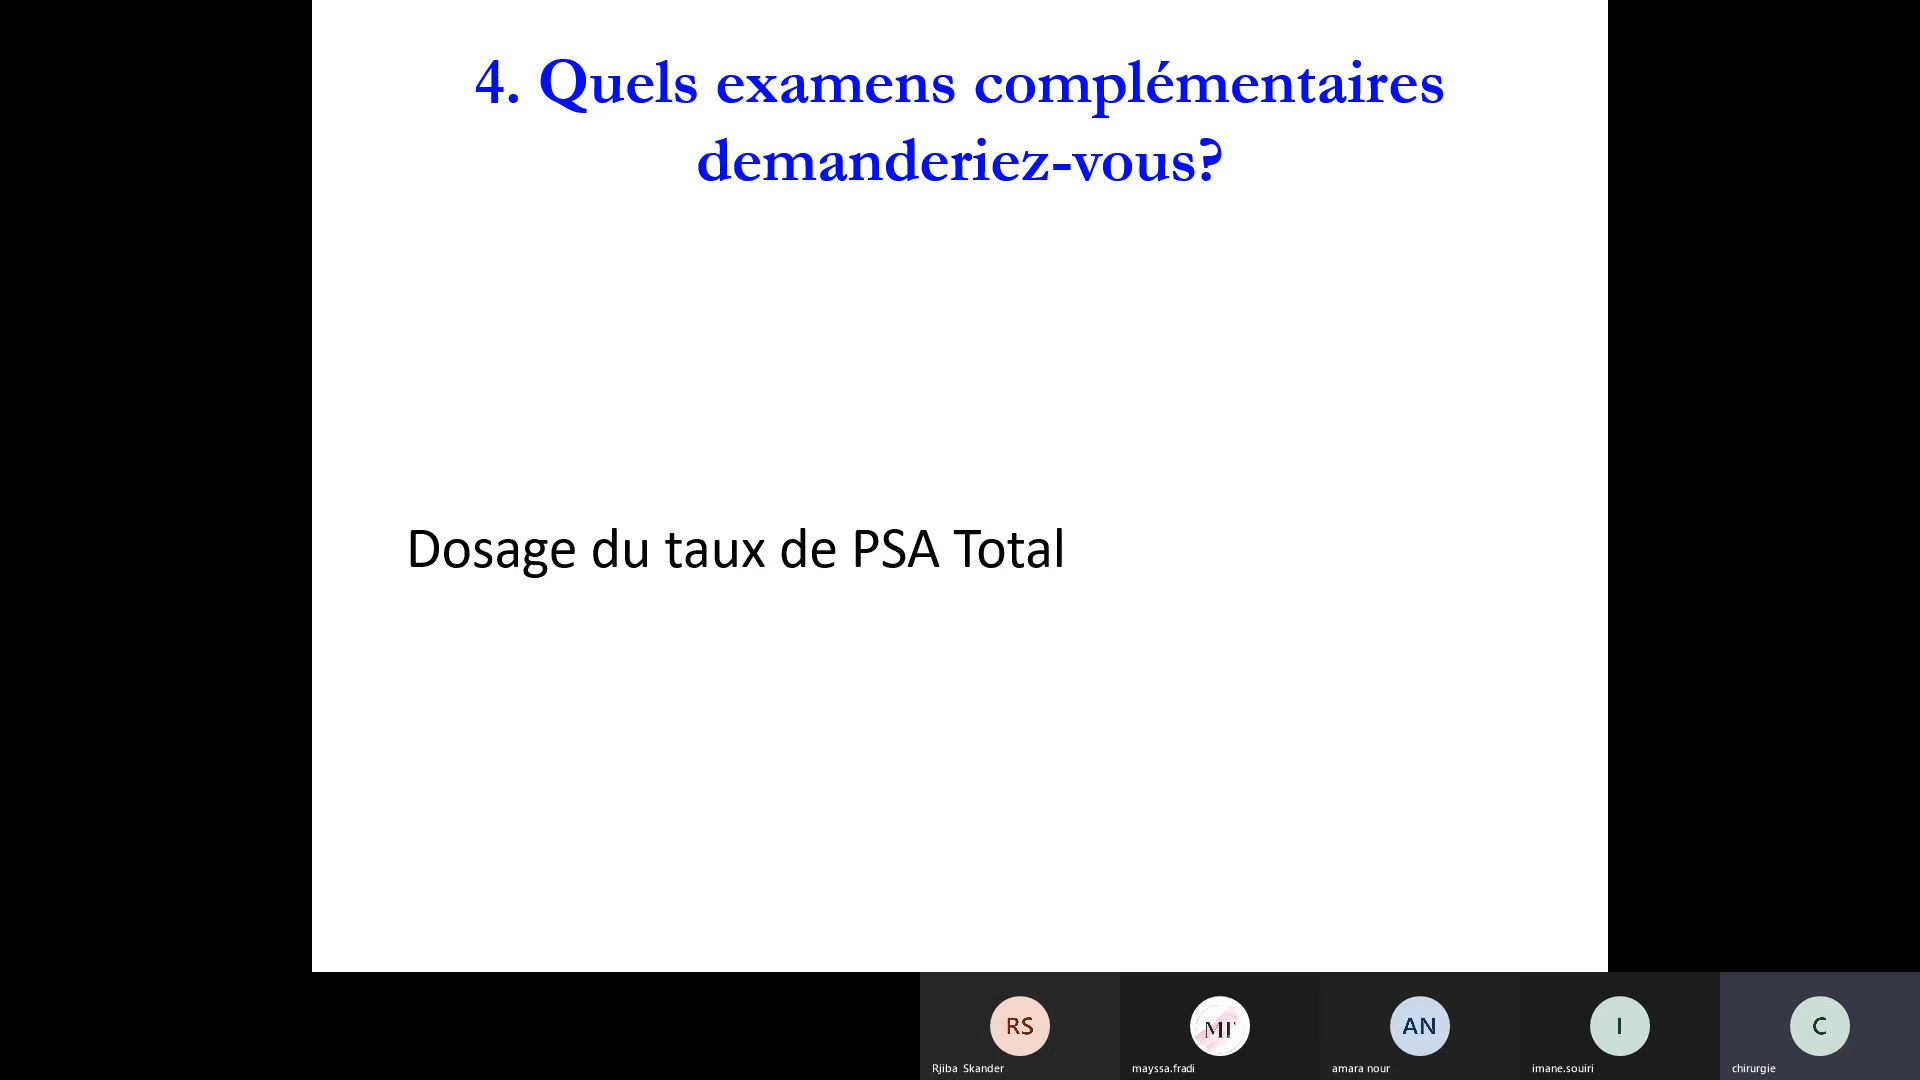 4. Quels examens complémentaires
demanderiez-vous?
Dosage du taux de PSA Total
RS
MF
AN
I
C
Rjiba Skander
mayssa.fradi
amara nour
imane.souiri
chirurgie